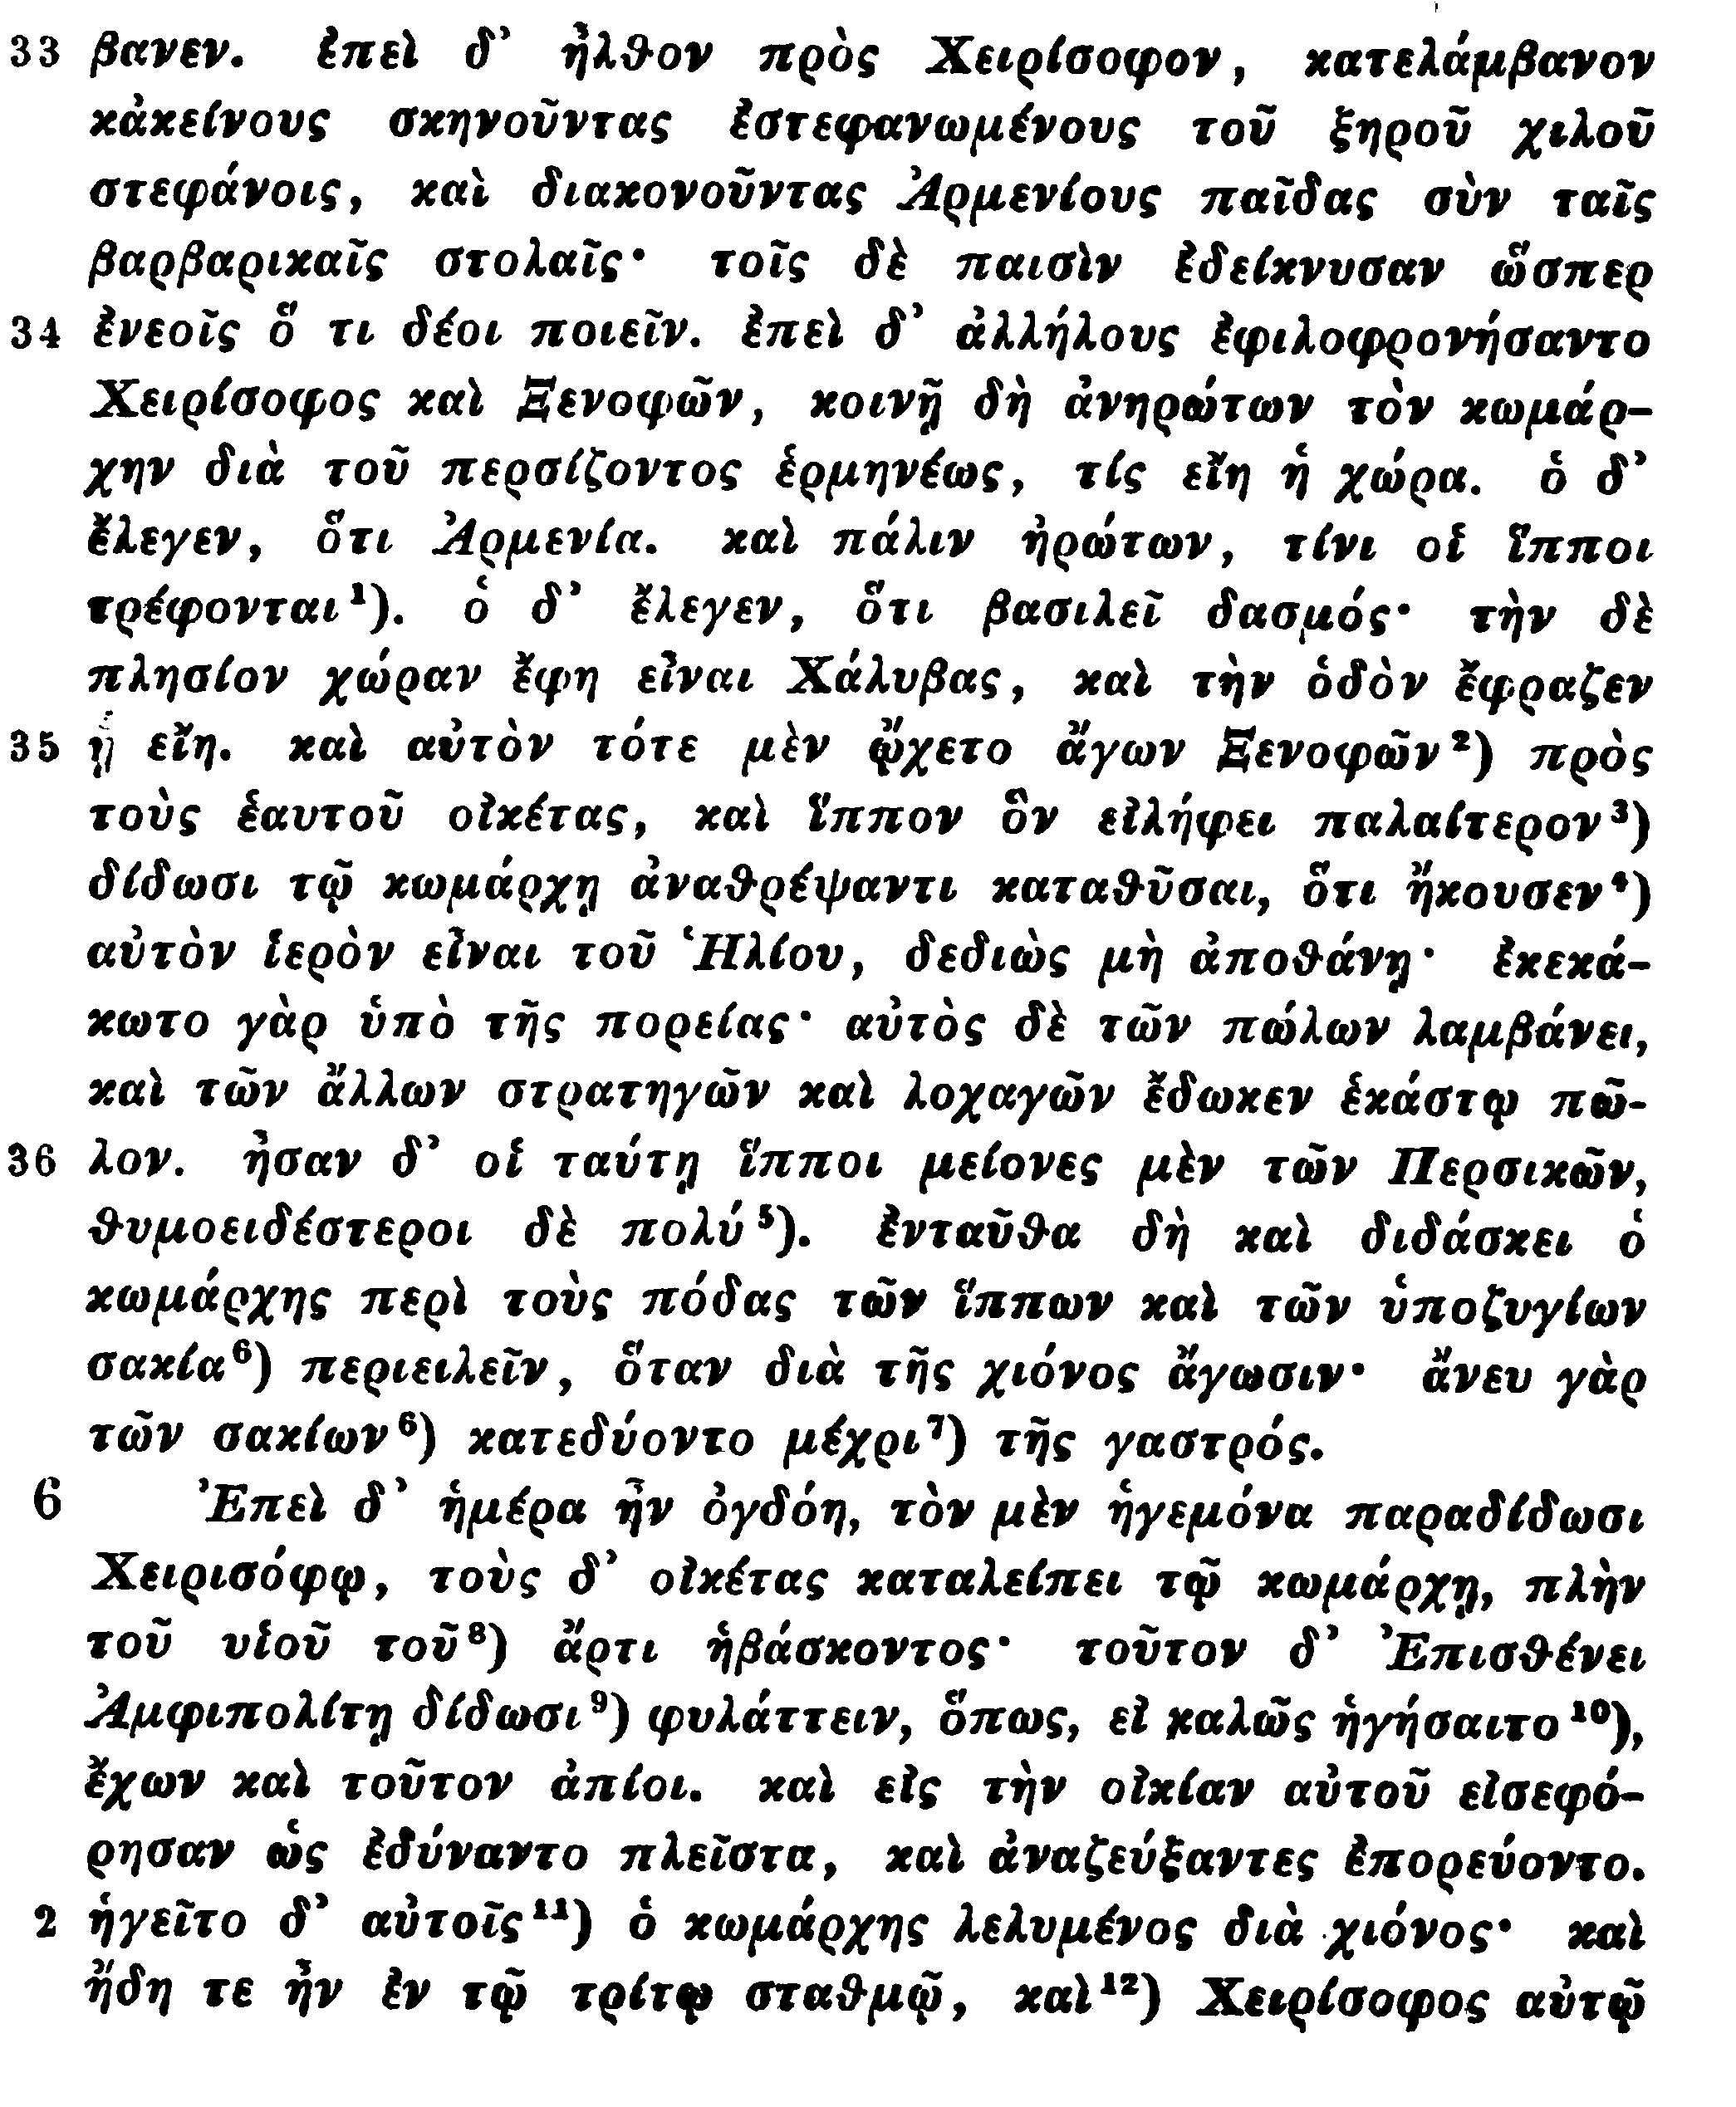 33 βανεν. ἐπεὶ δ’ ἦλθον πρὸς Χειρίσοφον, κατελάμβανον
κἀκείνους σκηνοῦντας ἐστεφανωμένους τοῦ ξηροῦ χιλοῦ
στεφάνοις, καὶ διακονοῦντας Ἀρμενίους παῖδας σὺν ταῖς
βαρβαρικαῖς στολαῖς· τοῖς δὲ παισὶν ἐδείκνυσαν ὥσπερ
34 ἐνεοῖς ὅ τι δέοι ποιεῖν. ἐπεὶ δ’ ἀλλήλους ἐφιλοφρονήσαντο
Χειρίσοφος καὶ Ξενοφῶν, κοινῇ δὴ ἀνηρώτων τὸν κωμάρ-
χην διὰ τοῦ περσίζοντος ἑρμηνέως, τίς εἴη ἡ χώρα. ὁ δ’
ἔλεγεν, ὅτι Ἀρμενία. καὶ πάλιν ἠρώτων, τίνι οἱ ἵπποι
τρέφονται¹). ὁ δ’ ἔλεγεν, ὅτι βασιλεῖ δασμός· τὴν δὲ
πλησίον χώραν ἔφη εἶναι Χάλυβας, καὶ τὴν ὁδὸν ἔφραζεν
35 ᾗ εἴη. καὶ αὐτὸν τότε μὲν ᾤχετο ἄγων Ξενοφῶν²) πρὸς
τοὺς ἑαυτοῦ οἰκέτας, καὶ ἵππον ὃν εἰλήφει παλαίτερον³)
δίδωσι τῷ κωμάρχῃ ἀναθρέψαντι καταθῦσαι, ὅτι ἤκουσεν⁴)
αὐτὸν ἱερὸν εἶναι τοῦ Ἡλίου, δεδιὼς μὴ ἀποθάνῃ· ἐκεκά-
κωτο γὰρ ὑπὸ τῆς πορείας· αὐτὸς δὲ τῶν πώλων λαμβάνει,
καὶ τῶν ἄλλων στρατηγῶν καὶ λοχαγῶν ἔδωκεν ἑκάστῳ πῶ-
36 λον. ἦσαν δ’ οἱ ταύτῃ ἵπποι μείονες μὲν τῶν Περσικῶν,
θυμοειδέστεροι δὲ πολύ⁵). ἐνταῦθα δὴ καὶ διδάσκει ὁ
κωμάρχης περὶ τοὺς πόδας τῶν ἵππων καὶ τῶν ὑποζυγίων
σακία⁶) περιειλεῖν, ὅταν διὰ τῆς χιόνος ἄγωσιν· ἄνευ γὰρ
τῶν σακίων⁶) κατεδύοντο μέχρι⁷) τῆς γαστρός.
6 Ἐπεὶ δ’ ἡμέρα ἦν ὀγδόη, τὸν μὲν ἡγεμόνα παραδίδωσι
Χειρισόφῳ, τοὺς δ’ οἰκέτας καταλείπει τῷ κωμάρχῃ, πλὴν
τοῦ υἱοῦ τοῦ⁸) ἄρτι ἡβάσκοντος· τοῦτον δ’ Ἐπισθένει
Ἀμφιπολίτῃ δίδωσι⁹) φυλάττειν, ὅπως, εἰ καλῶς ἡγήσαιτο¹⁰),
ἔχων καὶ τοῦτον ἀπίοι. καὶ εἰς τὴν οἰκίαν αὐτοῦ εἰσεφό-
ρησαν ὡς ἐδύναντο πλεῖστα, καὶ ἀναζεύξαντες ἐπορεύοντο.
2 ἡγεῖτο δ’ αὐτοῖς¹¹) ὁ κωμάρχης λελυμένος διὰ χιόνος· καὶ
ἤδη τε ἦν ἐν τῷ τρίτῳ σταθμῷ, καὶ¹²) Χειρίσοφος αὐτῷ